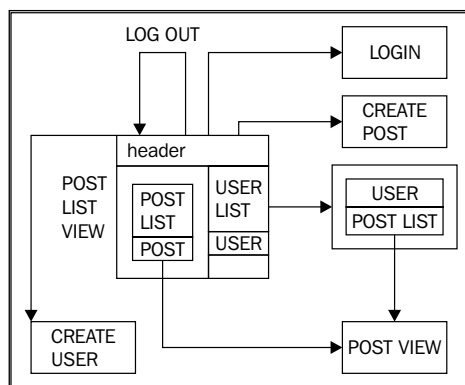 LOG OUT
LOGIN
CREATE
POST
header
POST
LIST
VIEW
POST
LIST
POST
USER
LIST
USER
USER
POST LIST
CREATE
USER
POST VIEW